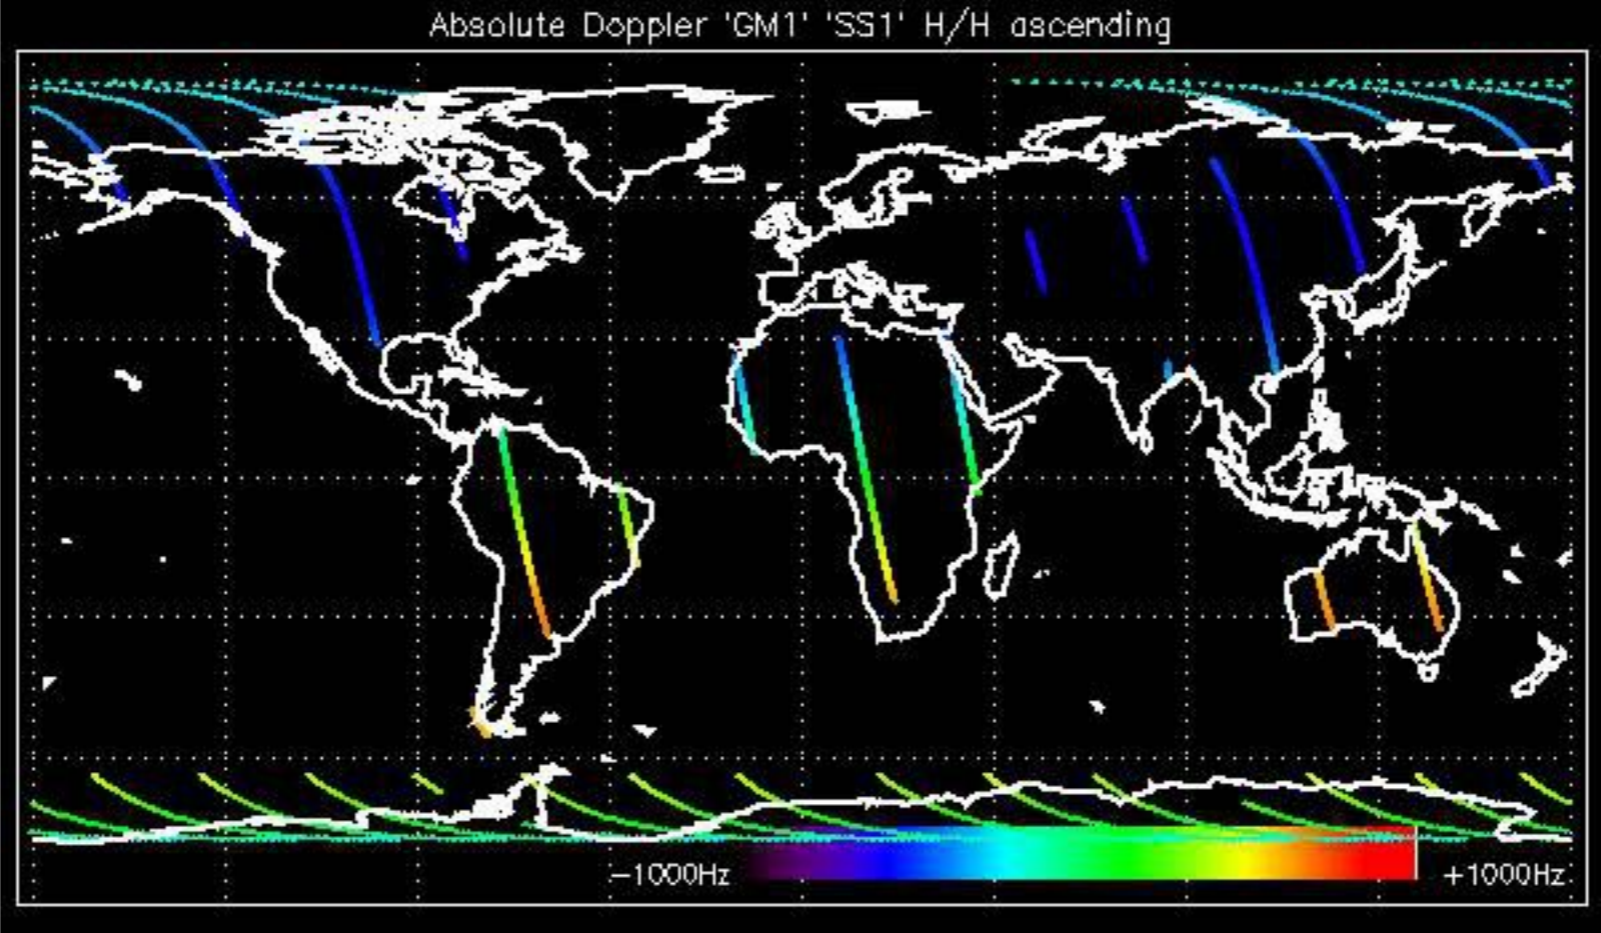 Absolute Doppler 'GM1' 'SS1' H/H ascending
−1000Hz
+1000Hz